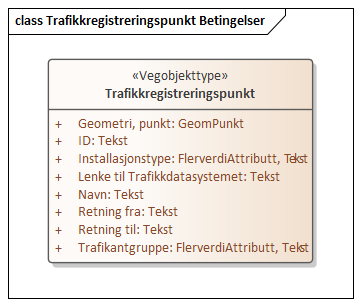 class Trafikkregistreringspunkt Betingelser
«Vegobjekttype»
Trafikkregistreringspunkt
+ Geometri, punkt: GeomPunkt
+ ID: Tekst
+ Installasjonstype: FlerverdiAttributt, Tekst
+ Lenke til Trafikkdatasystemet: Tekst
+ Navn: Tekst
+ Retning fra: Tekst
+ Retning til: Tekst
+ Trafikantgruppe: FlerverdiAttributt, Tekst